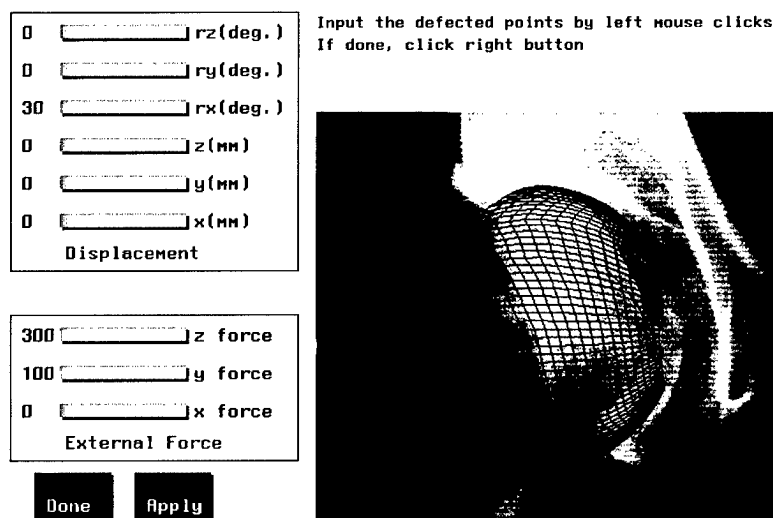 0 rz(deg.)
0 ry(deg.)
30 rx(deg.)
0 z(mm)
0 y(mm)
0 x(mm)
Displacement
300 z force
100 y force
0 x force
External Force
Done Apply
Input the defected points by left mouse clicks
If done, click right button